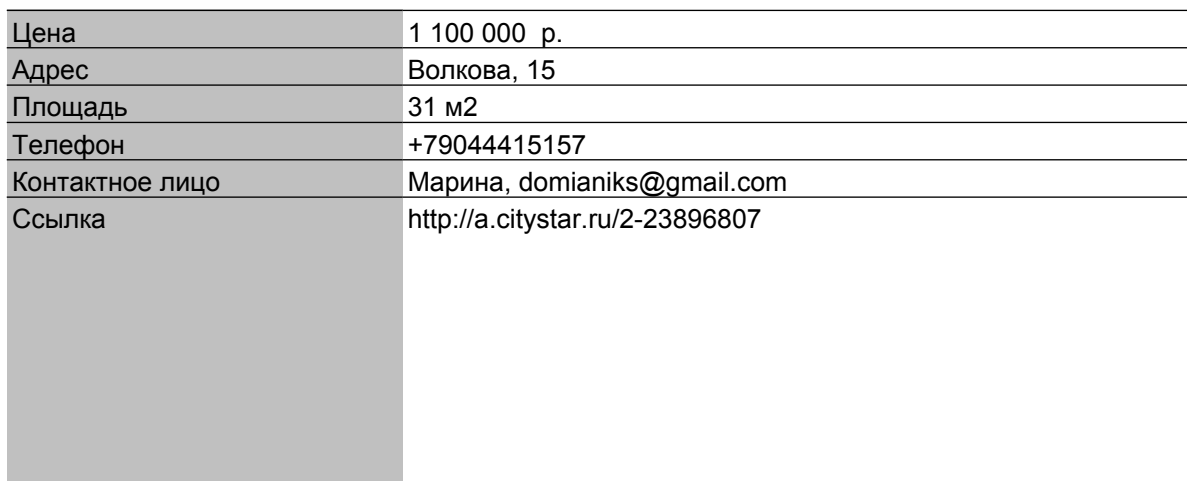 Цена 1 100 000  р.
Адрес Волкова, 15
Площадь 31 м2
Телефон +79044415157
Контактное лицо Марина, domianiks@gmail.com
Ссылка http://a.citystar.ru/2-23896807